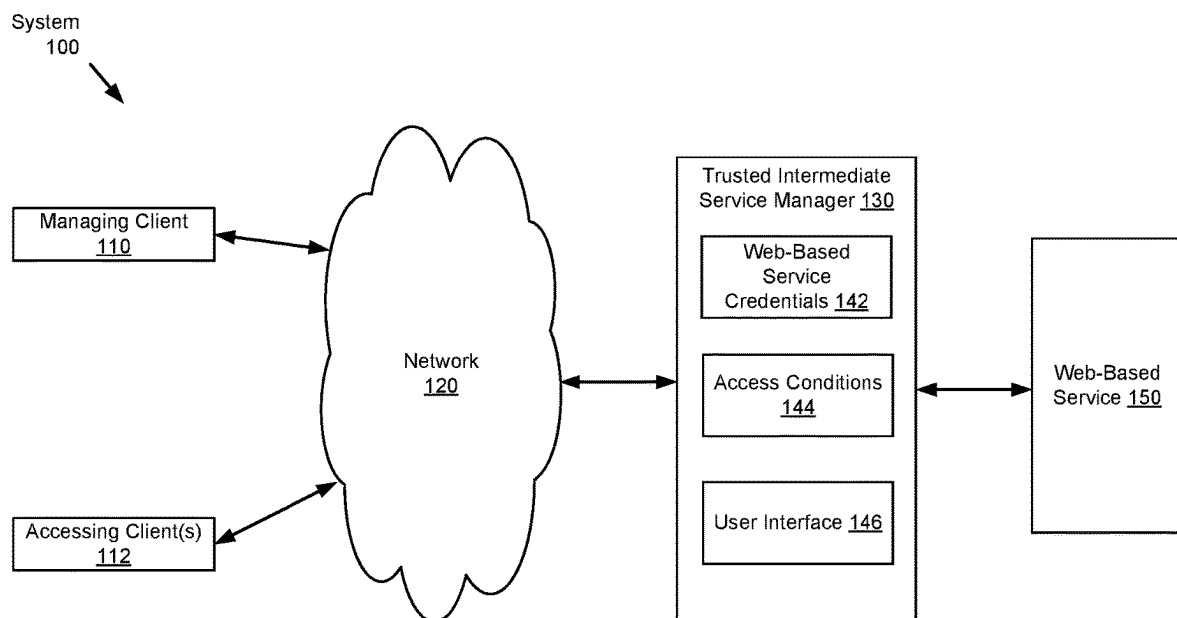 System
100
Managing Client
110
Accessing Client(s)
112
Network
120
Trusted Intermediate
Service Manager 130
Web-Based
Service
Credentials 142
Access Conditions
144
User Interface 146
Web-Based
Service 150